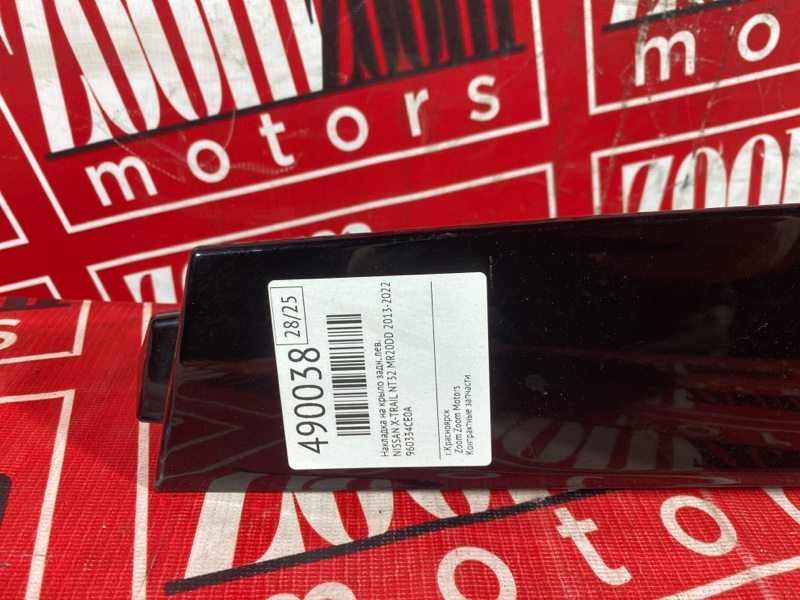 ZOOM ZOOM
motors
mo
ZOOM
490038 28/25
Накладка на крыло задн.лев.
NISSAN X-TRAIL NT32 MR20DD 2013-2022
960334CE0A
г.Красноярск
Zoom Zoom Motors
Контрактные запчасти
motors